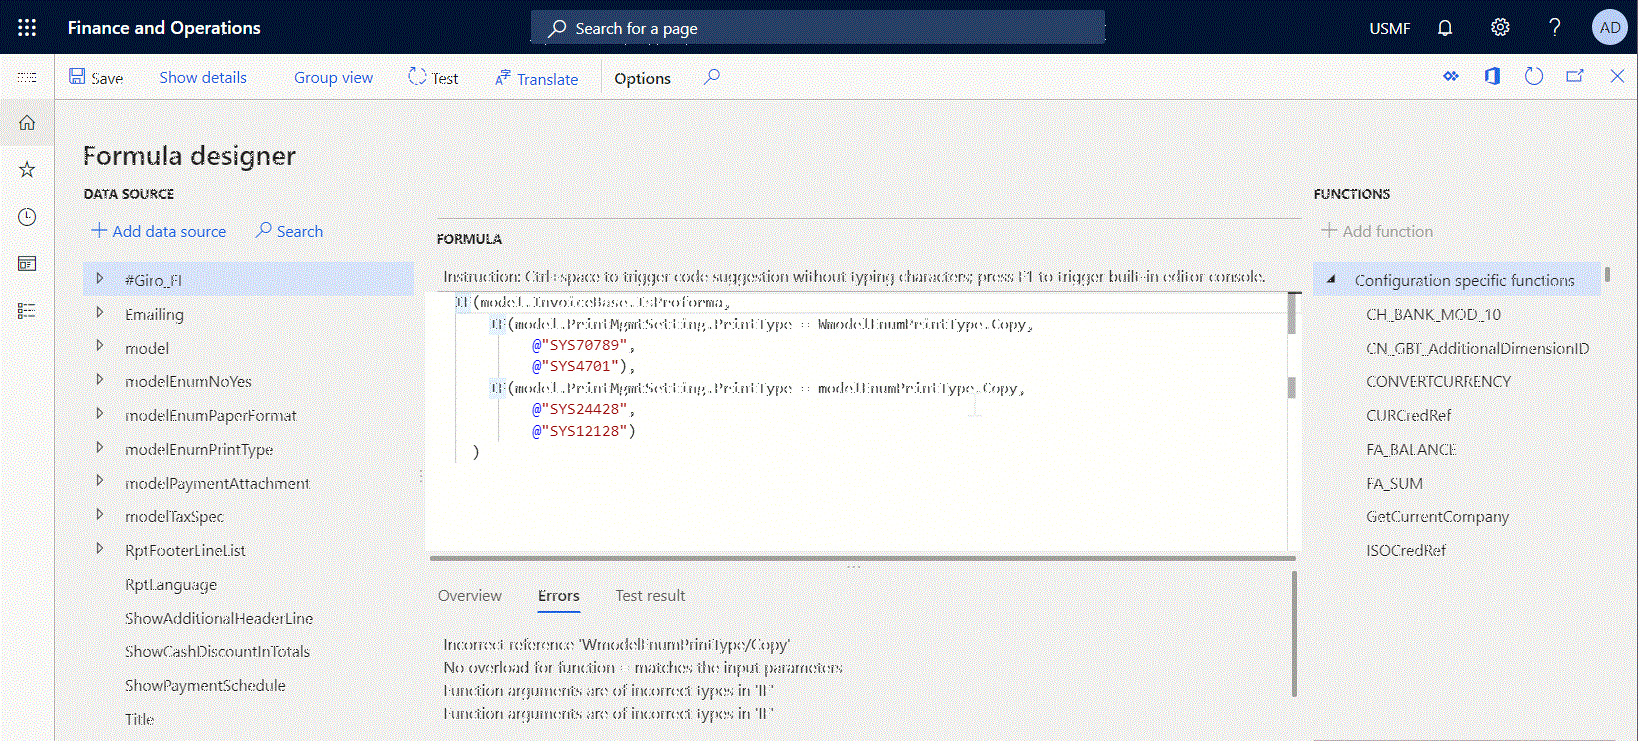 Finance and Operations
Search for a page
USMF
?
AD
Save
Show details
Group view
Test
Translate
Options
Formula designer
DATA SOURCE
Add data source
Search
#Giro_FI
Emailing
model
modelEnumNoYes
modelEnumPaperFormat
modelEnumPrintType
modelPaymentAttachment
modelTaxSpec
RptFooterLineList
RptLanguage
ShowAdditionalHeaderLine
ShowCashDiscountInTotals
ShowPaymentSchedule
Title
FORMULA
Instruction: Ctrl+space to trigger code suggestion without typing characters; press F1 to trigger built-in editor console.
IF(model.InvoiceBase.IsProforma,
IF(model.PrintMgmtSetting.PrintType = WmodelEnumPrintType.Copy,
@"SYS70789",
@"SYS4701"),
IF(model.PrintMgmtSetting.PrintType = modelEnumPrintType.Copy,
@"SYS24428",
@"SYS12128")
)
Overview
Errors
Test result
Incorrect reference 'WmodelEnumPrintType/Copy'
No overload for function = matches the input parameters
Function arguments are of incorrect types in 'IF'
Function arguments are of incorrect types in 'IF'
FUNCTIONS
Add function
Configuration specific functions
CH_BANK_MOD_10
CN_GBT_AdditionalDimensionID
CONVERTCURRENCY
CURCredRef
FA_BALANCE
FA_SUM
GetCurrentCompany
ISOCredRef